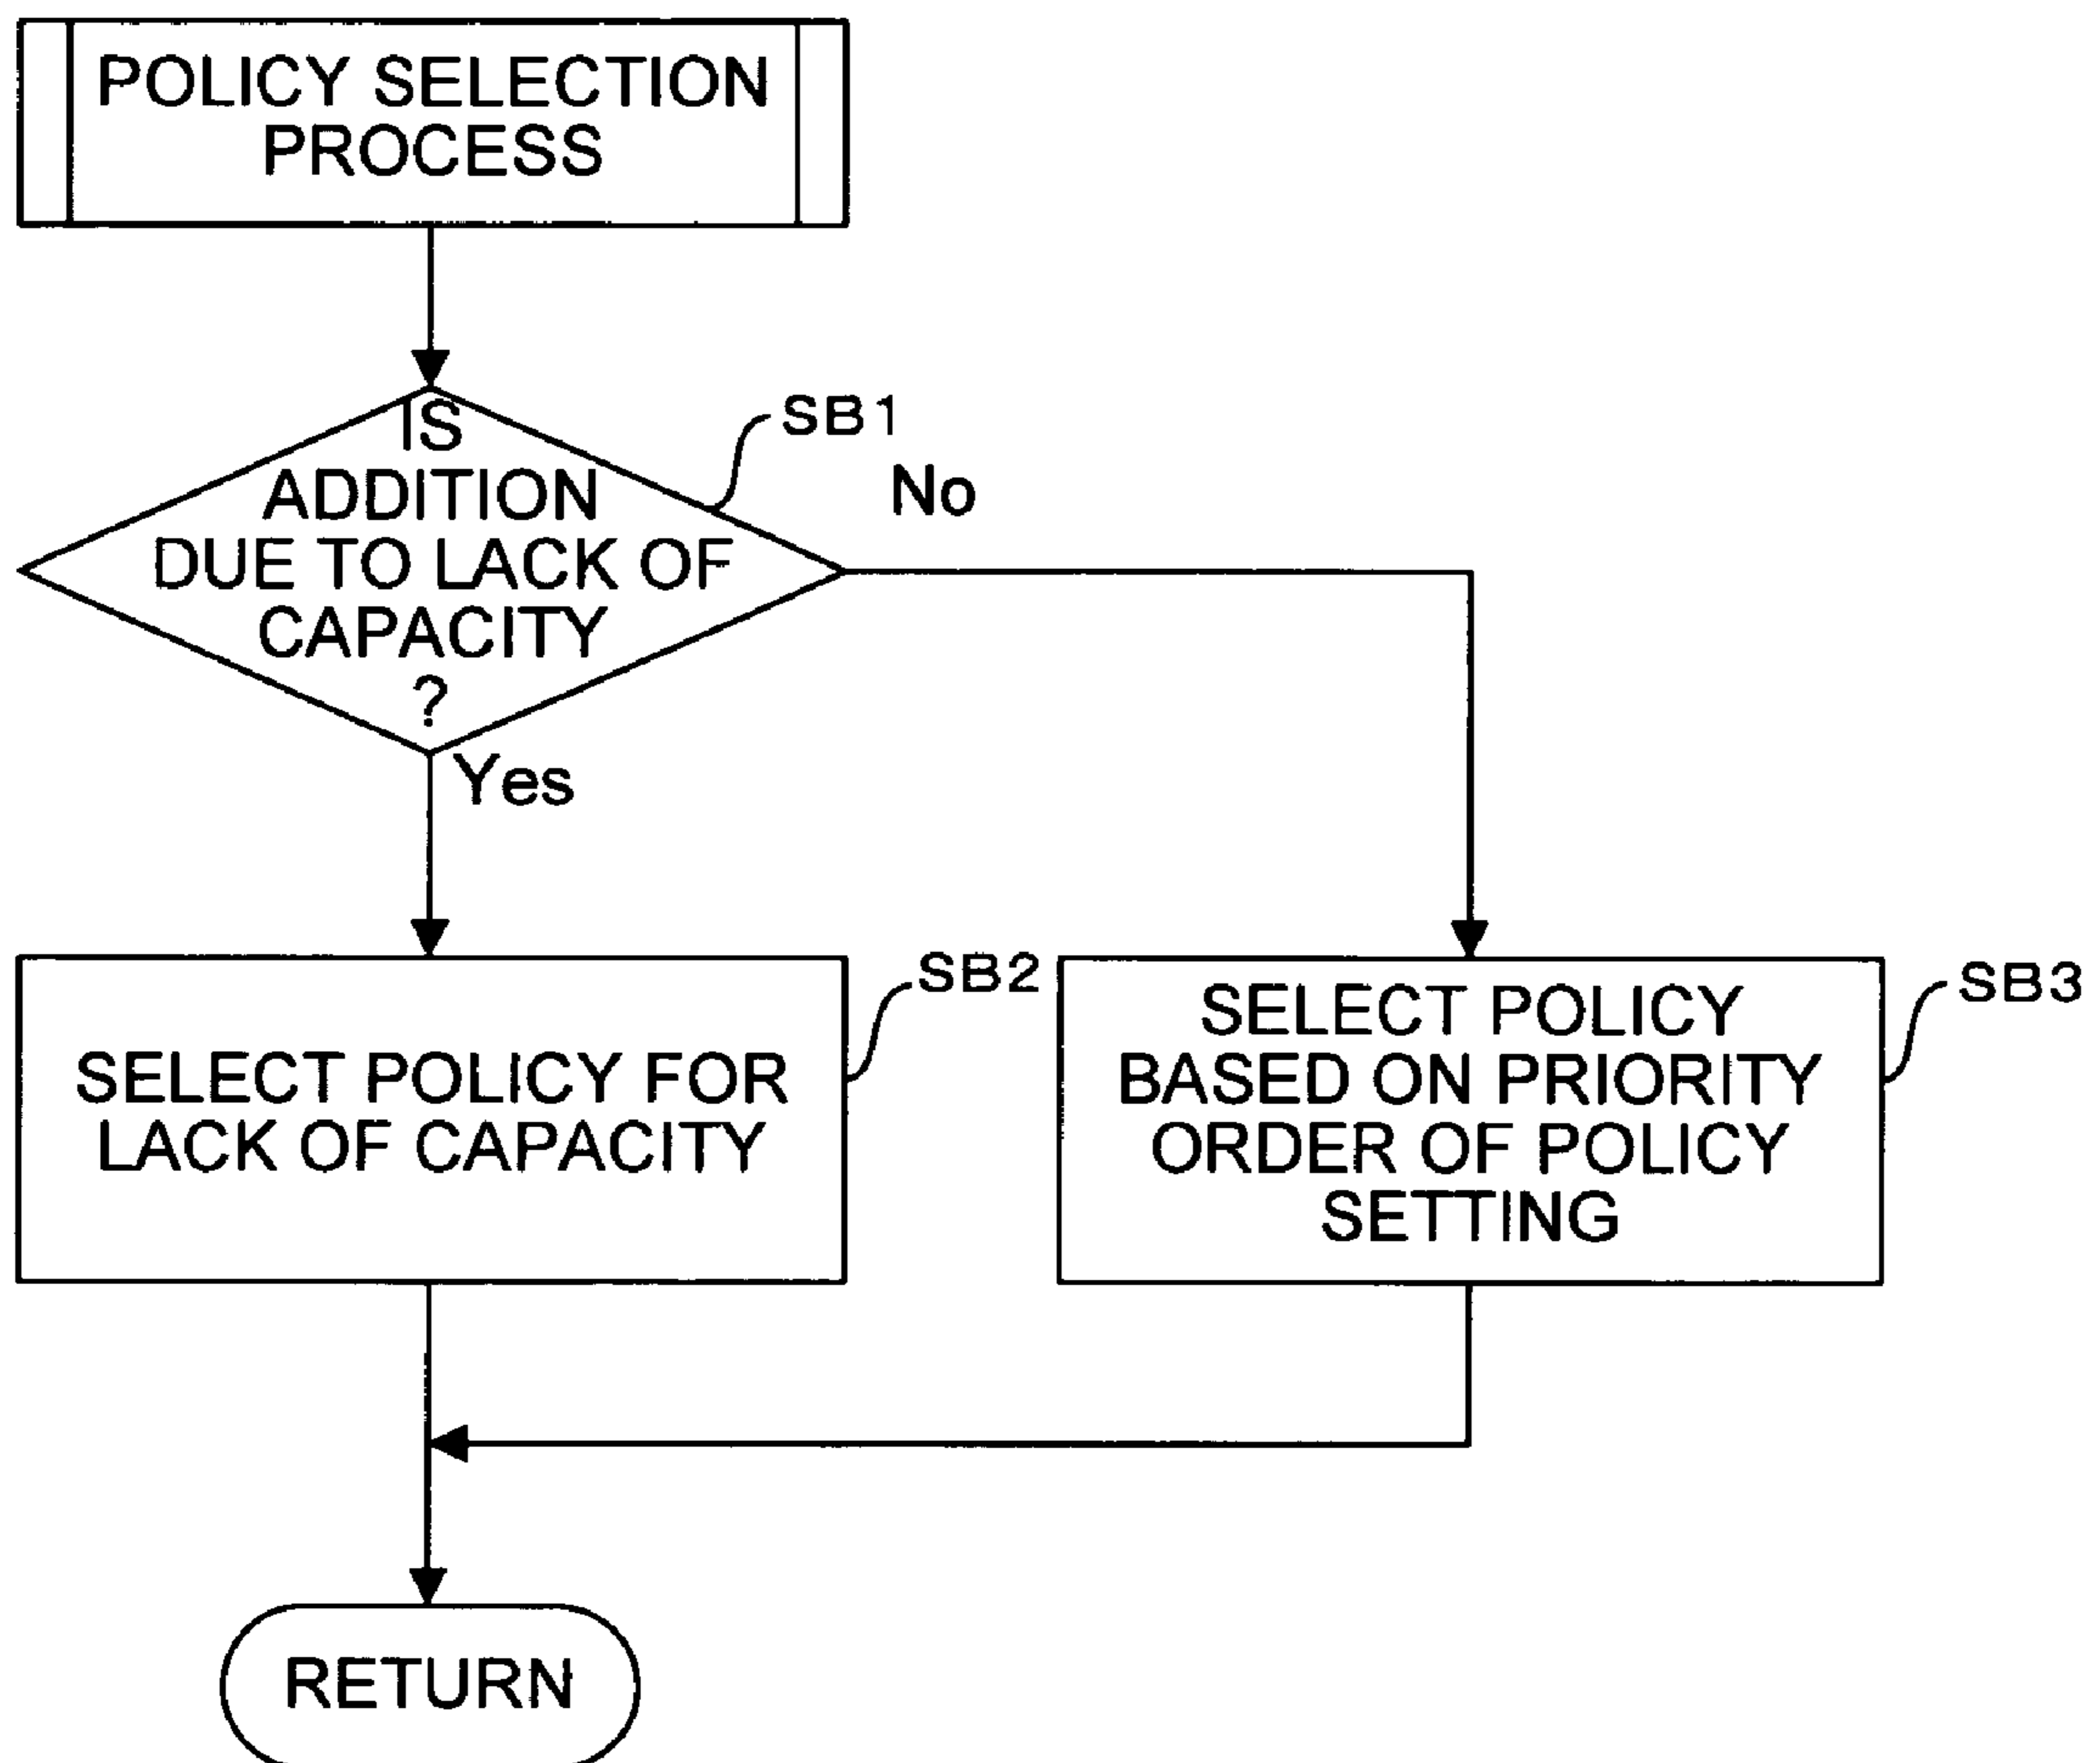 POLICY SELECTION
PROCESS
IS
ADDITION
DUE TO LACK OF
CAPACITY
?
SB1
No
Yes
SELECT POLICY FOR
LACK OF CAPACITY
SB2
SELECT POLICY
BASED ON PRIORITY
ORDER OF POLICY
SETTING
SB3
RETURN